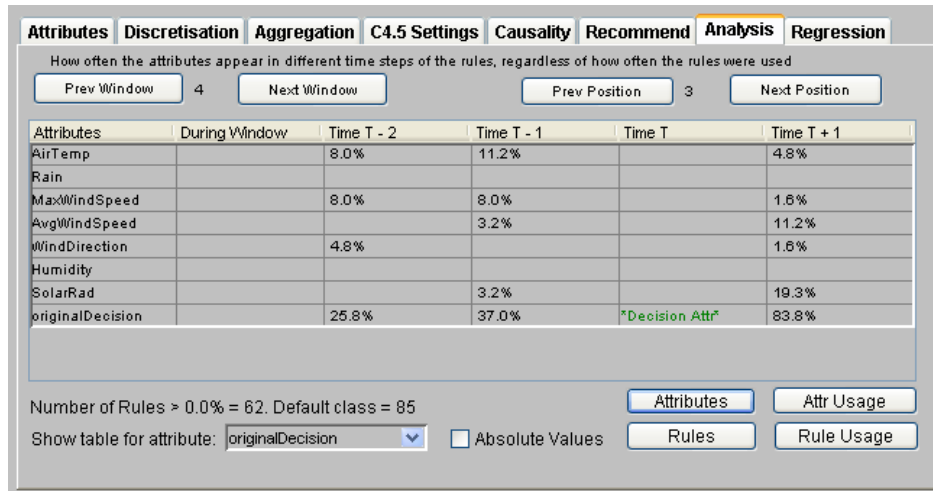 Attributes Discretisation Aggregation C4.5 Settings Causality Recommend Analysis Regression
How often the attributes appear in different time steps of the rules, regardless of how often the rules were used
Prev Window 4 Next Window Prev Position 3 Next Position
Attributes During Window Time T - 2 Time T - 1 Time T Time T + 1
AirTemp 8.0% 11.2% 4.8%
Rain
MaxWindSpeed 8.0% 8.0% 1.6%
AvgWindSpeed 3.2% 11.2%
WindDirection 4.8% 1.6%
Humidity
SolarRad 3.2% 19.3%
originalDecision 25.8% 37.0% *Decision Attr* 83.8%
Number of Rules > 0.0% = 62. Default class = 85
Attributes Attr Usage
Show table for attribute: originalDecision Absolute Values Rules Rule Usage